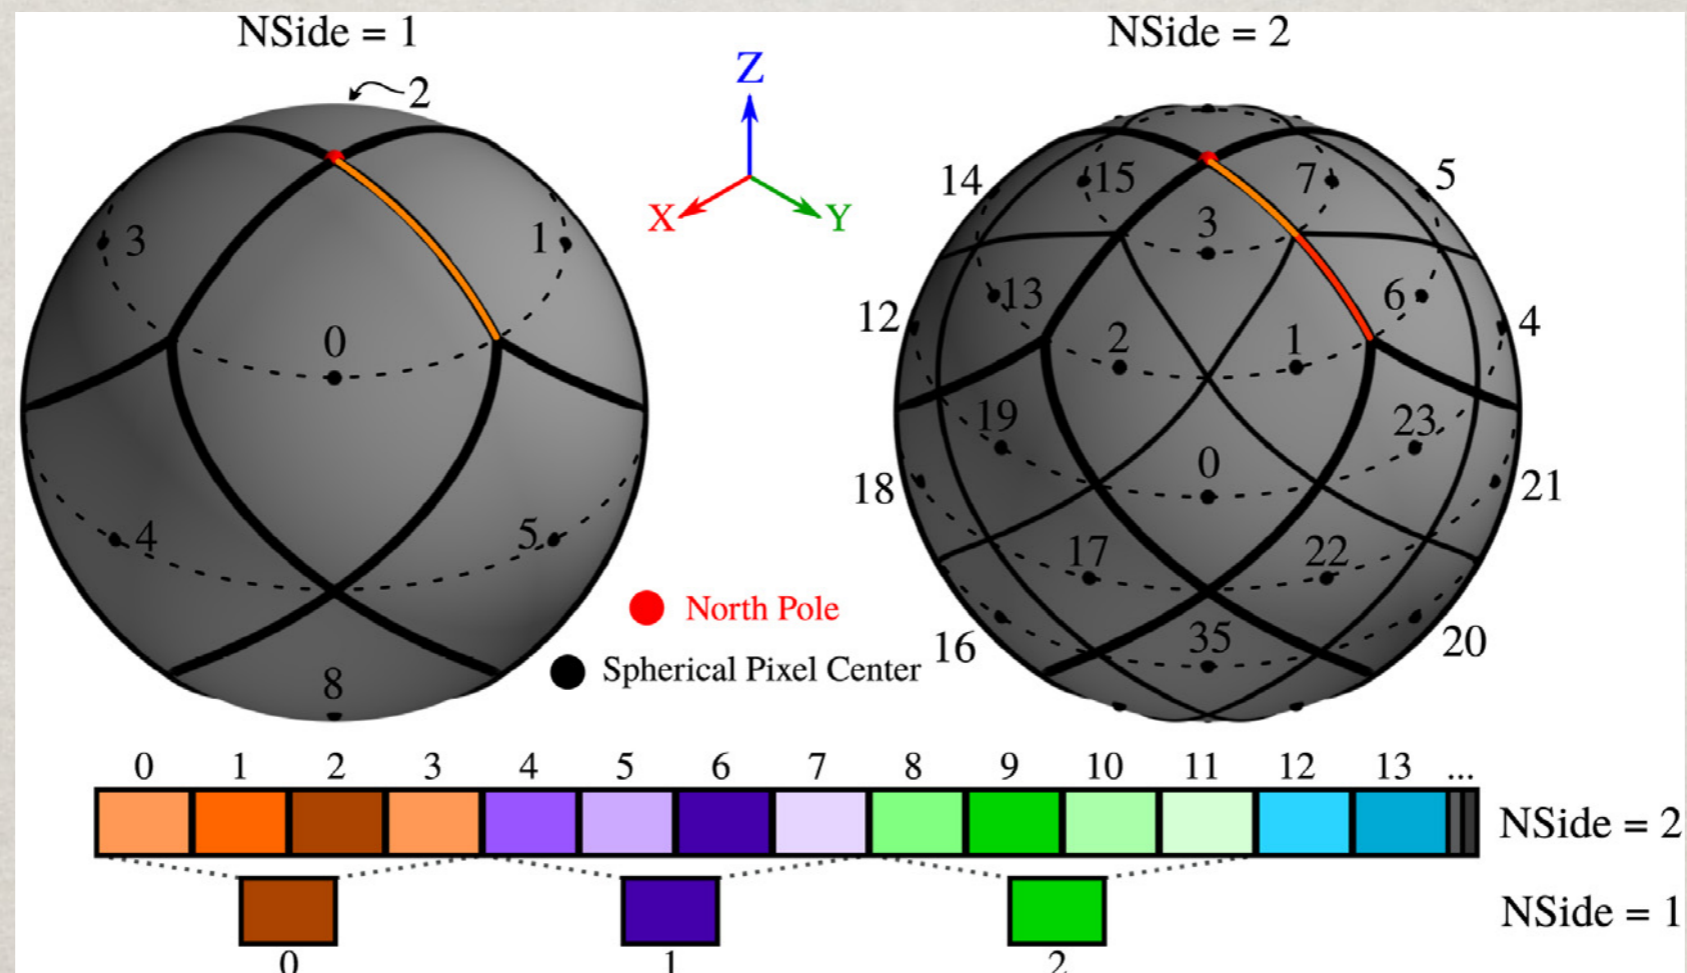 NSide = 1
NSide = 2
Z
X
Y
2
3
1
0
4
5
8
14
15
7
5
3
12
13
6
4
2
1
19
23
18
0
21
17
22
16
35
20
North Pole
Spherical Pixel Center
0 1 2 3 4 5 6 7 8 9 10 11 12 13 ...
NSide = 2
NSide = 1
0 1 2